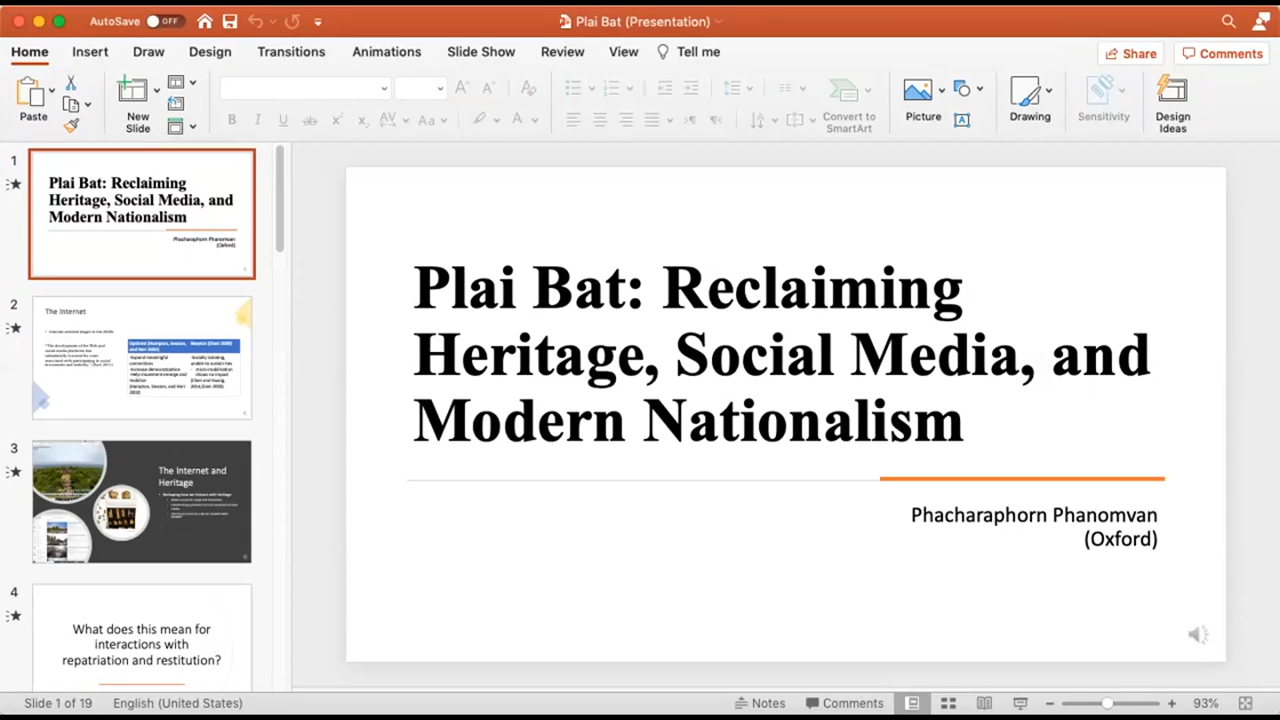 AutoSave OFF
Plai Bat (Presentation)
Home Insert Draw Design Transitions Animations Slide Show Review View Tell me
Share Comments
Paste
New
Slide
Convert to
SmartArt
Picture
Drawing
Sensitivity
Design
Ideas
1
Plai Bat: Reclaiming
Heritage, Social Media, and
Modern Nationalism
Phacharaphorn Phanomvan
(Oxford)
2
The Internet
3
The Internet and
Heritage
4
What does this mean for
interactions with
repatriation and restitution?
Plai Bat: Reclaiming
Heritage, Social Media, and
Modern Nationalism
Phacharaphorn Phanomvan
(Oxford)
Slide 1 of 19 English (United States)
Notes Comments 93%